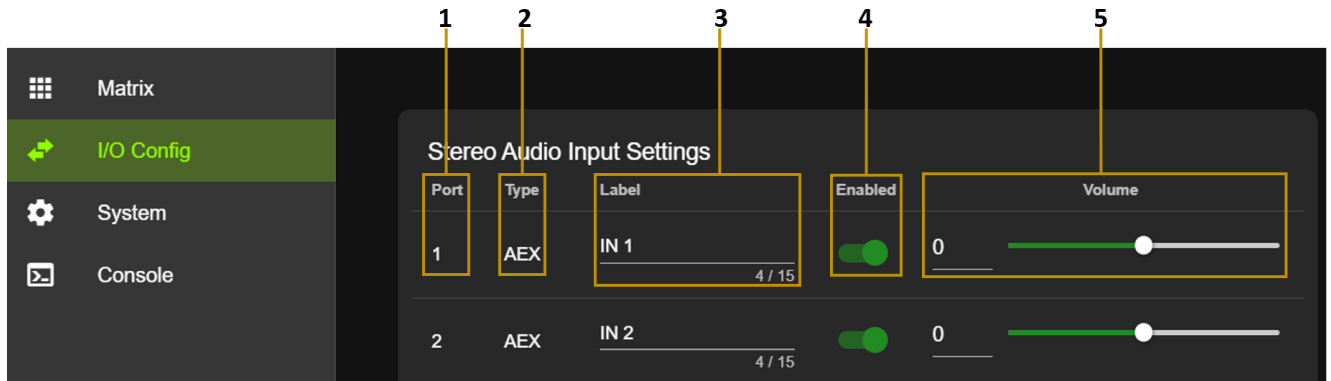 1 2 3 4 5
Matrix
I/O Config
System
Console
Stereo Audio Input Settings
Port Type Label Enabled Volume
1 AEX IN 1 0
4 / 15
2 AEX IN 2 0
4 / 15